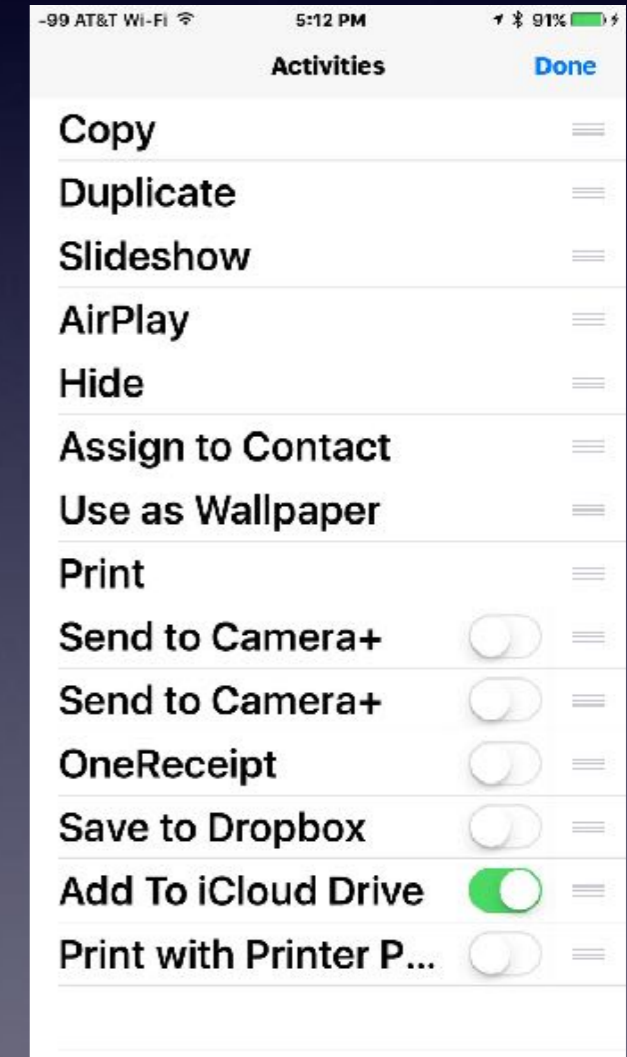 -99 AT&T Wi-Fi 5:12 PM 91%
Activities Done
Copy
Duplicate
Slideshow
AirPlay
Hide
Assign to Contact
Use as Wallpaper
Print
Send to Camera+
Send to Camera+
OneReceipt
Save to Dropbox
Add To iCloud Drive
Print with Printer P...